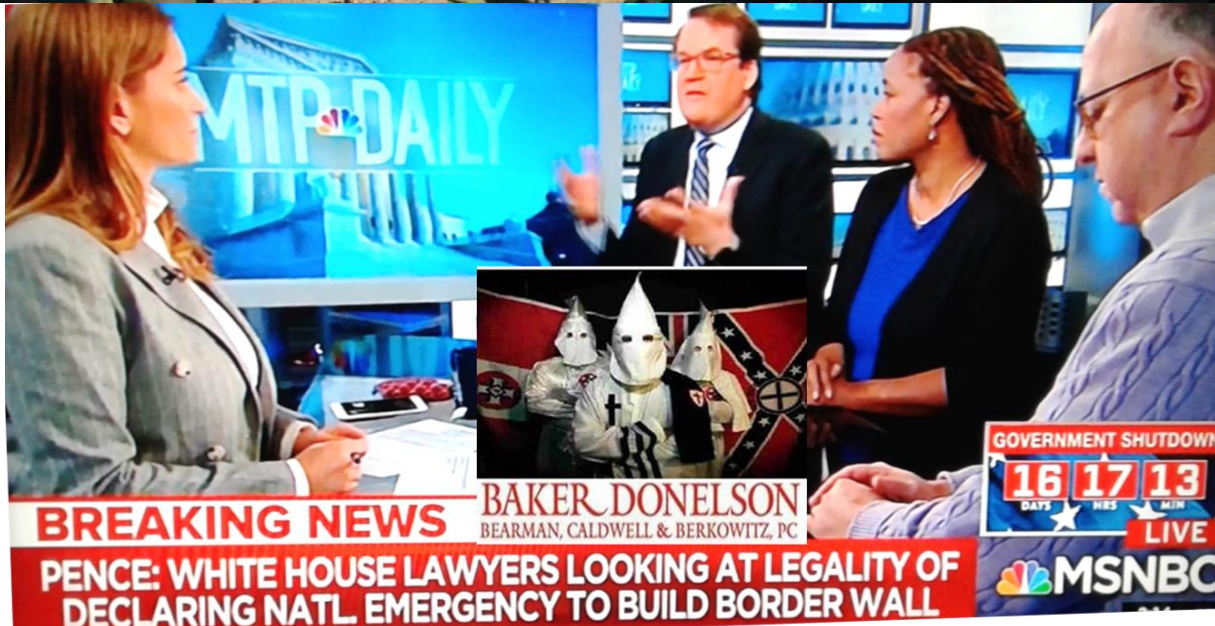 MTP DAILY
BAKER DONELSON
BEARMAN, CALDWELL & BERKOWITZ, PC
GOVERNMENT SHUTDOWN
16 17 13
DAYS HRS MIN
LIVE
BREAKING NEWS
MSNBC
PENCE: WHITE HOUSE LAWYERS LOOKING AT LEGALITY OF
DECLARING NATL. EMERGENCY TO BUILD BORDER WALL